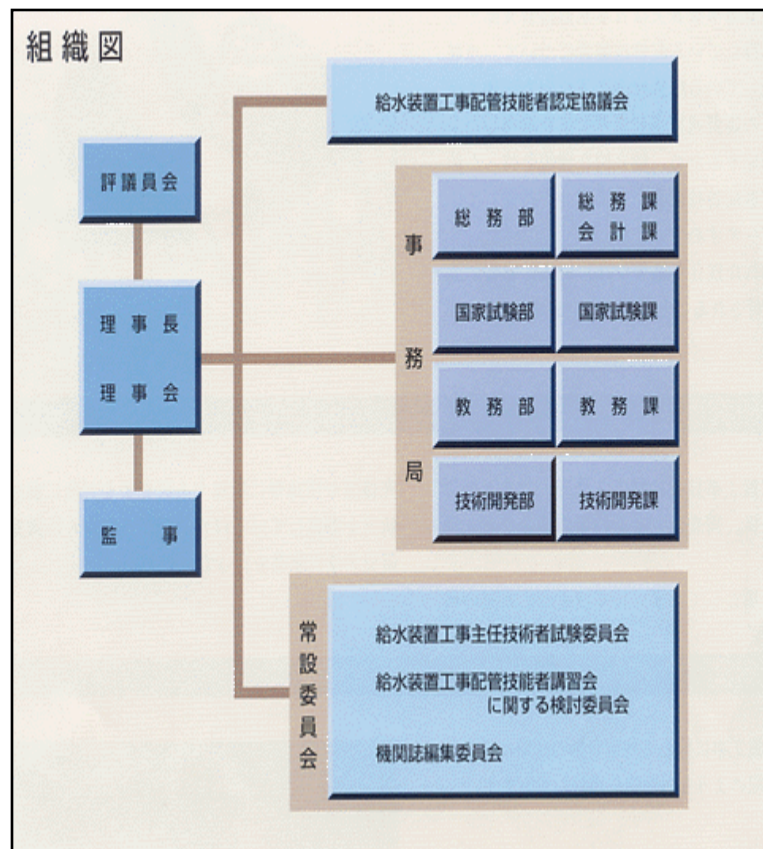 組織図
給水装置工事配管技能者認定協議会
評議員会
理事長
理事会
監事
事務局
総務部
総務課
会計課
国家試験部
国家試験課
教務部
教務課
技術開発部
技術開発課
常設委員会
給水装置工事主任技術者試験委員会
給水装置工事配管技能者講習会
に関する検討委員会
機関誌編集委員会